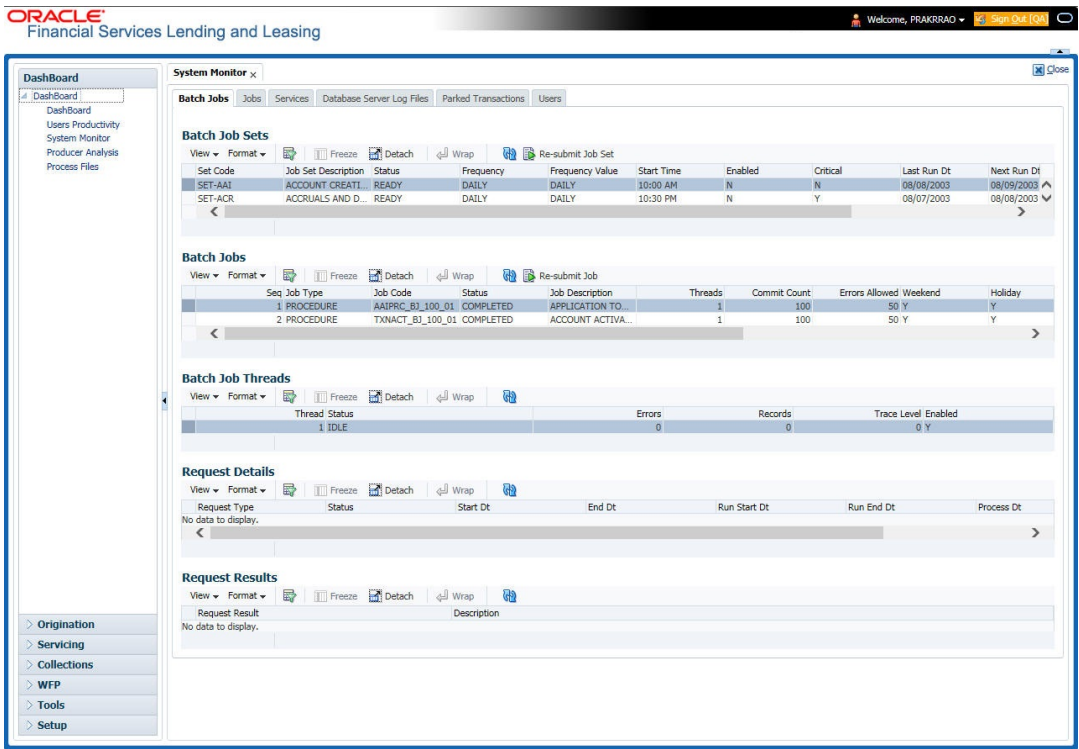 ORACLE
Financial Services Lending and Leasing
Welcome, PRAKRRAO Sign Out [QA]
Close
DashBoard
DashBoard
DashBoard
Users Productivity
System Monitor
Producer Analysis
Process Files
Origination
Servicing
Collections
WFP
Tools
Setup
System Monitor x
Batch Jobs Jobs Services Database Server Log Files Parked Transactions Users
Batch Job Sets
View Format Freeze Detach Wrap Re-submit Job Set
Set Code Job Set Description Status Frequency Frequency Value Start Time Enabled Critical Last Run Dt Next Run Dt
SET-AAI ACCOUNT CREATI... READY DAILY DAILY 10:00 AM N N 08/08/2003 08/09/2003
SET-ACR ACCRUALS AND D... READY DAILY DAILY 10:30 PM N Y 08/07/2003 08/08/2003
Batch Jobs
View Format Freeze Detach Wrap Re-submit Job
Seq Job Type Job Code Status Job Description Threads Commit Count Errors Allowed Weekend Holiday
1 PROCEDURE AAIPRC_BJ_100_01 COMPLETED APPLICATION TO... 1 100 50 Y Y
2 PROCEDURE TXNACT_BJ_100_01 COMPLETED ACCOUNT ACTIVA... 1 100 50 Y Y
Batch Job Threads
View Format Freeze Detach Wrap
Thread Status Errors Records Trace Level Enabled
1 IDLE 0 0 0 Y
Request Details
View Format Freeze Detach Wrap
Request Type Status Start Dt End Dt Run Start Dt Run End Dt Process Dt
No data to display.
Request Results
View Format Freeze Detach Wrap
Request Result Description
No data to display.